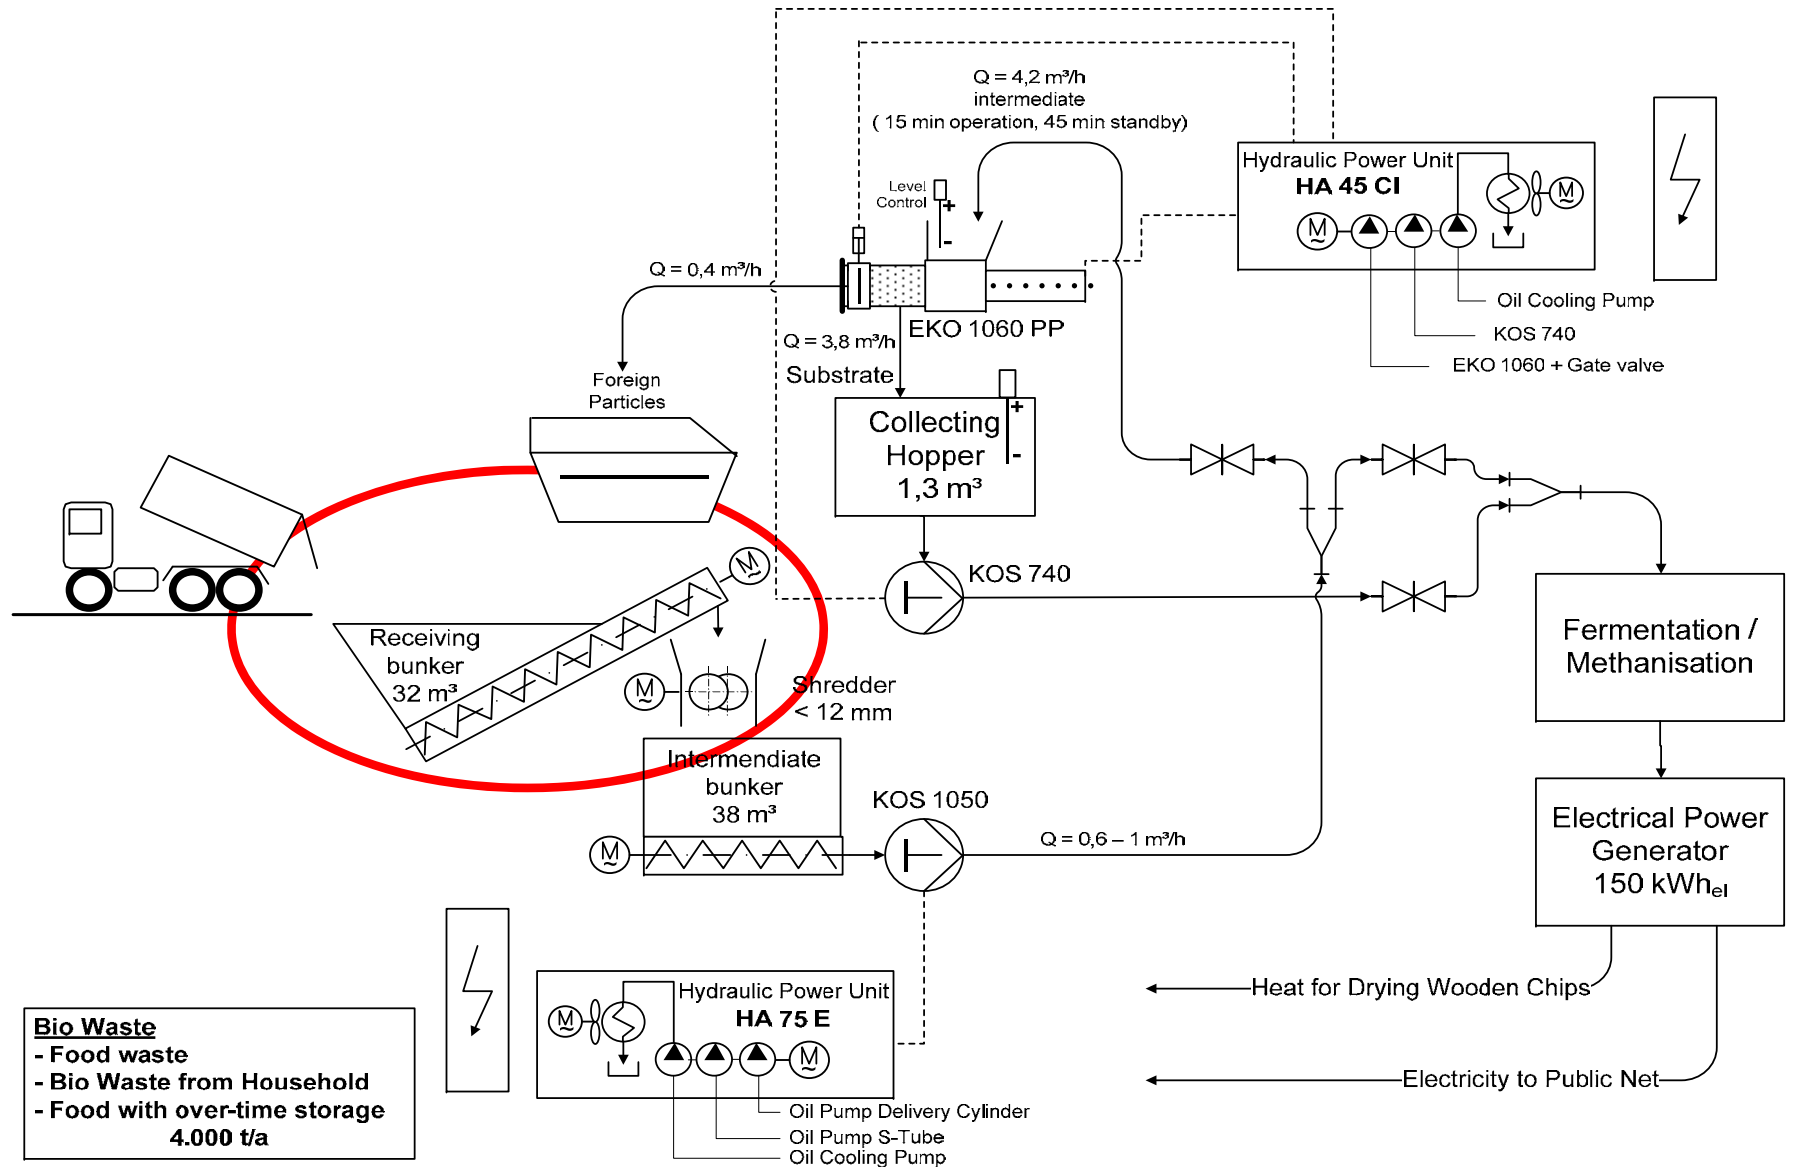 Q = 4,2 m³/h
intermediate
( 15 min operation, 45 min standby)
Hydraulic Power Unit
HA 45 CI
M
~
M
~
Level
Control
+
-
Q = 0,4 m³/h
EKO 1060 PP
Q = 3,8 m³/h
Substrate
Oil Cooling Pump
KOS 740
EKO 1060 + Gate valve
Foreign
Particles
Collecting
Hopper
1,3 m³
+
-
M
~
KOS 740
Receiving
bunker
32 m³
M
~
Shredder
< 12 mm
Fermentation /
Methanisation
Intermendiate
bunker
38 m³
M
~
KOS 1050
Q = 0,6 – 1 m³/h
Electrical Power
Generator
150 kWhel
Heat for Drying Wooden Chips
Electricity to Public Net
Hydraulic Power Unit
HA 75 E
M
~
M
~
Oil Pump Delivery Cylinder
Oil Pump S-Tube
Oil Cooling Pump
Bio Waste
- Food waste
- Bio Waste from Household
- Food with over-time storage
4.000 t/a